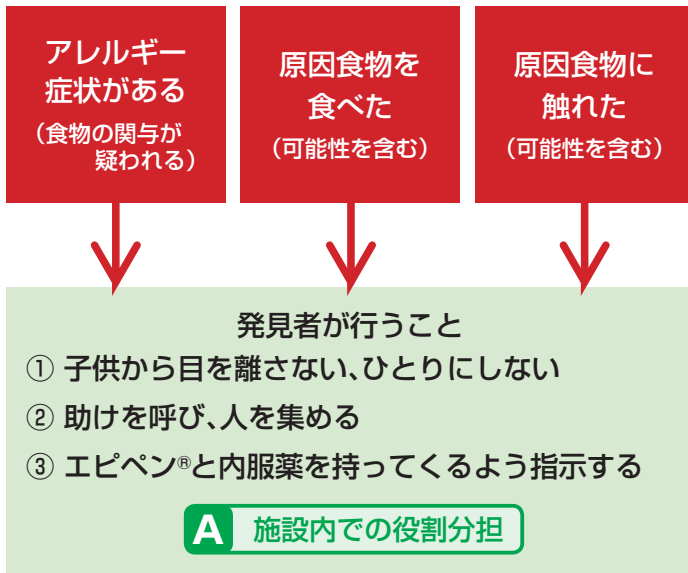 アレルギー
症状がある
（食物の関与が
疑われる）
原因食物を
食べた
（可能性を含む）
原因食物に
触れた
（可能性を含む）
発見者が行うこと
① 子供から目を離さない、ひとりにしない
② 助けを呼び、人を集める
③ エピペン®と内服薬を持ってくるよう指示する
A 施設内での役割分担